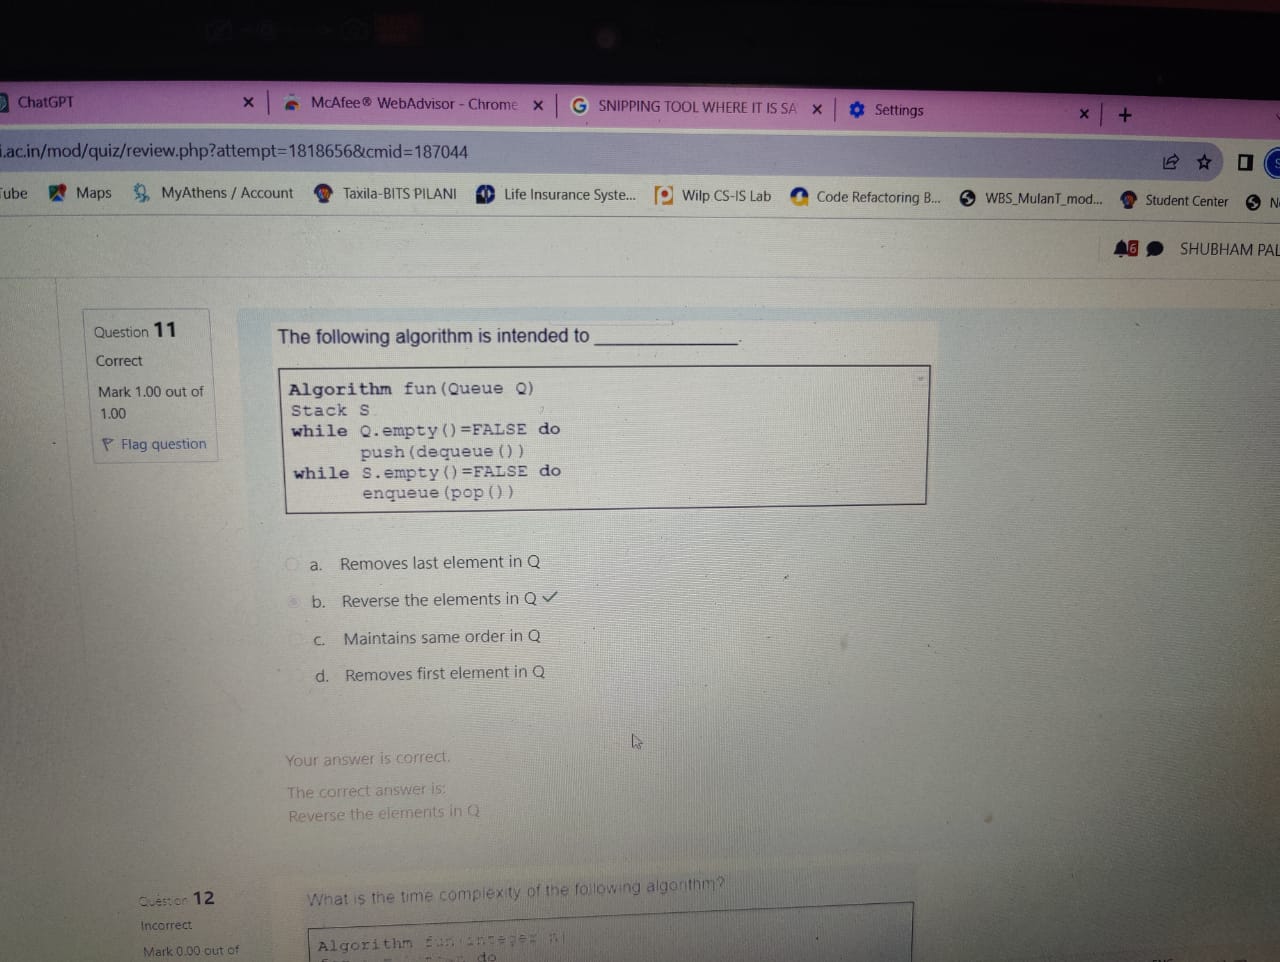 ChatGPT
McAfee® WebAdvisor - Chrome
SNIPPING TOOL WHERE IT IS SA
Settings
.ac.in/mod/quiz/review.php?attempt=1818656&cmid=187044
Tube
Maps
MyAthens / Account
Taxila-BITS PILANI
Life Insurance Syste...
Wilp CS-IS Lab
Code Refactoring B...
WBS_MulanT_mod...
Student Center
N
6
SHUBHAM PAL
Question 11
Correct
Mark 1.00 out of
1.00
Flag question
The following algorithm is intended to _______________.
Algorithm fun(Queue Q)
Stack S
while Q.empty()=FALSE do
push(dequeue())
while S.empty()=FALSE do
enqueue(pop())
a. Removes last element in Q
b. Reverse the elements in Q ✓
c. Maintains same order in Q
d. Removes first element in Q
Your answer is correct.
The correct answer is:
Reverse the elements in Q
Question 12
Incorrect
Mark 0.00 out of
What is the time complexity of the following algorithm?
Algorithm fun(integer n)
do